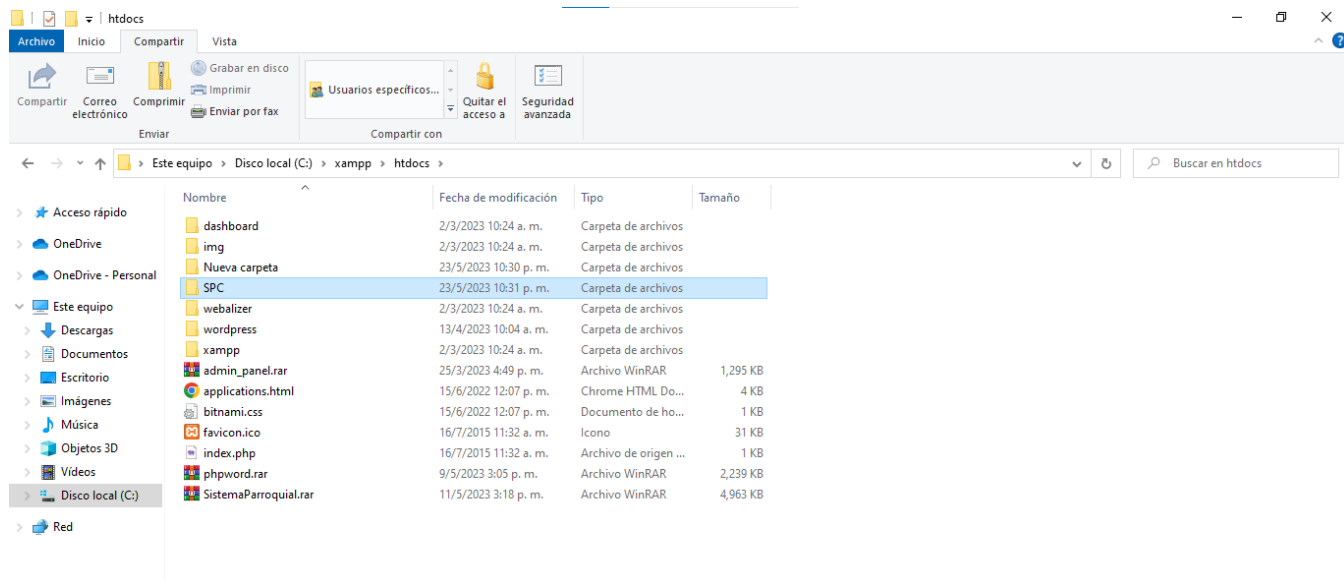 htdocs
Archivo Inicio Compartir Vista
Compartir
Correo electrónico
Comprimir
Grabar en disco
Imprimir
Enviar por fax
Enviar
Usuarios específicos...
Compartir con
Quitar el acceso a
Seguridad avanzada
Este equipo > Disco local (C:) > xampp > htdocs >
Buscar en htdocs
Acceso rápido
OneDrive
OneDrive - Personal
Este equipo
Descargas
Documentos
Escritorio
Imágenes
Música
Objetos 3D
Vídeos
Disco local (C:)
Red
Nombre Fecha de modificación Tipo Tamaño
dashboard 2/3/2023 10:24 a. m. Carpeta de archivos
img 2/3/2023 10:24 a. m. Carpeta de archivos
Nueva carpeta 23/5/2023 10:30 p. m. Carpeta de archivos
SPC 23/5/2023 10:31 p. m. Carpeta de archivos
webalizer 2/3/2023 10:24 a. m. Carpeta de archivos
wordpress 13/4/2023 10:04 a. m. Carpeta de archivos
xampp 2/3/2023 10:24 a. m. Carpeta de archivos
admin_panel.rar 25/3/2023 4:49 p. m. Archivo WinRAR 1,295 KB
applications.html 15/6/2022 12:07 p. m. Chrome HTML Do... 4 KB
bitnami.css 15/6/2022 12:07 p. m. Documento de ho... 1 KB
favicon.ico 16/7/2015 11:32 a. m. Icono 31 KB
index.php 16/7/2015 11:32 a. m. Archivo de origen ... 1 KB
phpword.rar 9/5/2023 3:05 p. m. Archivo WinRAR 2,239 KB
SistemaParroquial.rar 11/5/2023 3:18 p. m. Archivo WinRAR 4,963 KB